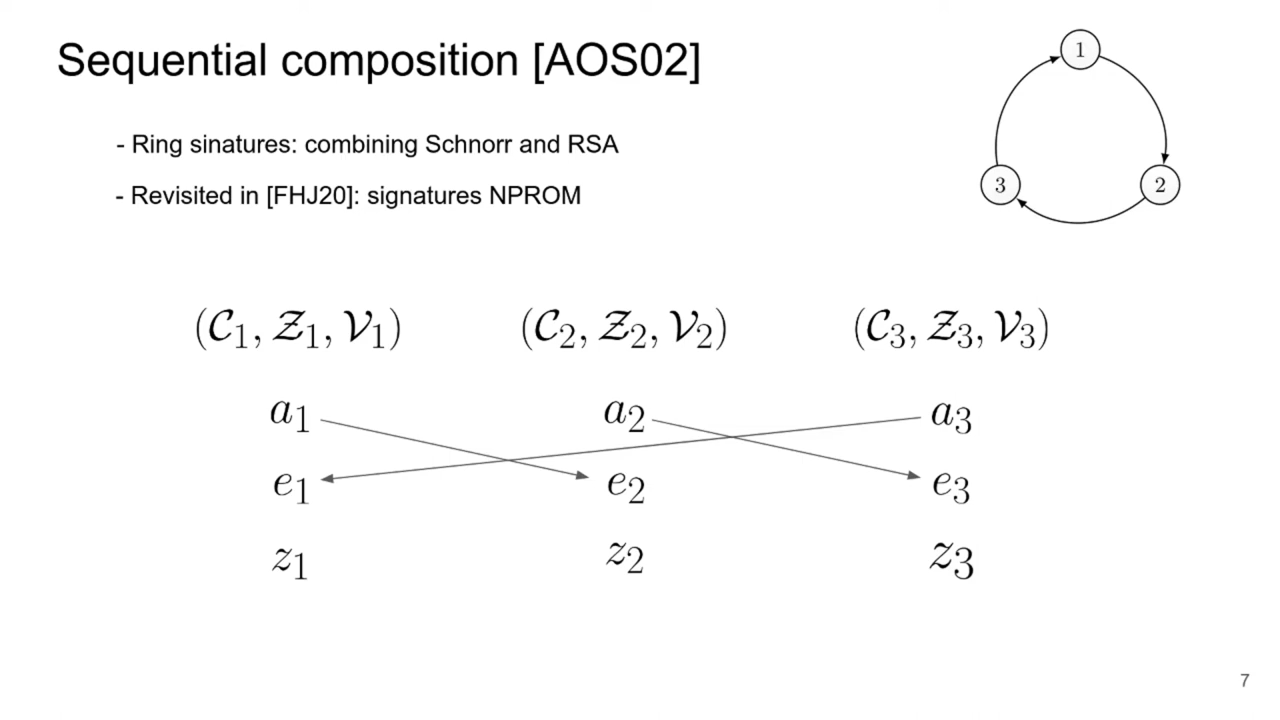 Sequential composition [AOS02]
1
- Ring sinatures: combining Schnorr and RSA
3
2
- Revisited in [FHJ20]: signatures NPROM
(𝒞₁, 𝒵₁, 𝒱₁) (𝒞₂, 𝒵₂, 𝒱₂) (𝒞₃, 𝒵₃, 𝒱₃)
a₁ a₂ a₃
e₁ e₂ e₃
z₁ z₂ z₃
7